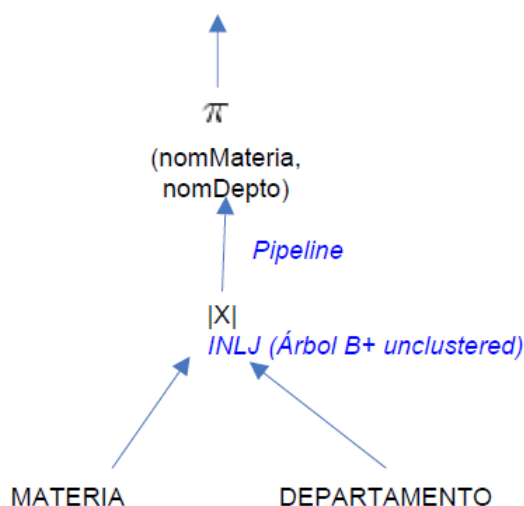 π
(nomMateria,
nomDepto)
Pipeline
|X|
INLJ (Árbol B+ unclustered)
MATERIA DEPARTAMENTO